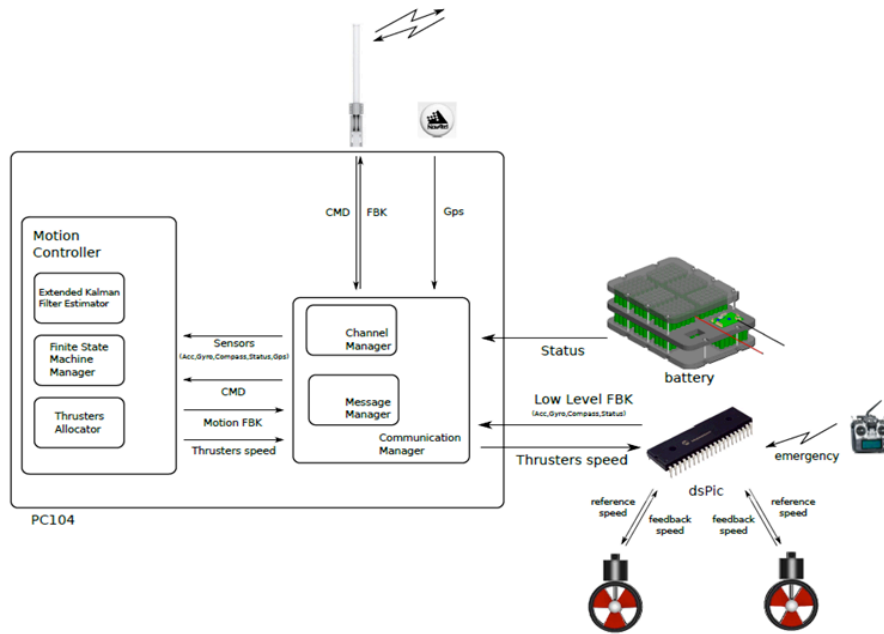 CMD
FBK
Gps
Motion
Controller
Extended Kalman
Filter Estimator
Finite State
Machine
Manager
Thrusters
Allocator
Sensors
(Acc,Gyro,Compass,Status,Gps)
CMD
Motion FBK
Thrusters speed
Channel
Manager
Message
Manager
Communication
Manager
PC104
Status
battery
Low Level FBK
(Acc,Gyro,Compass,Status)
Thrusters speed
dsPic
emergency
reference
speed
feedback
speed
feedback
speed
reference
speed